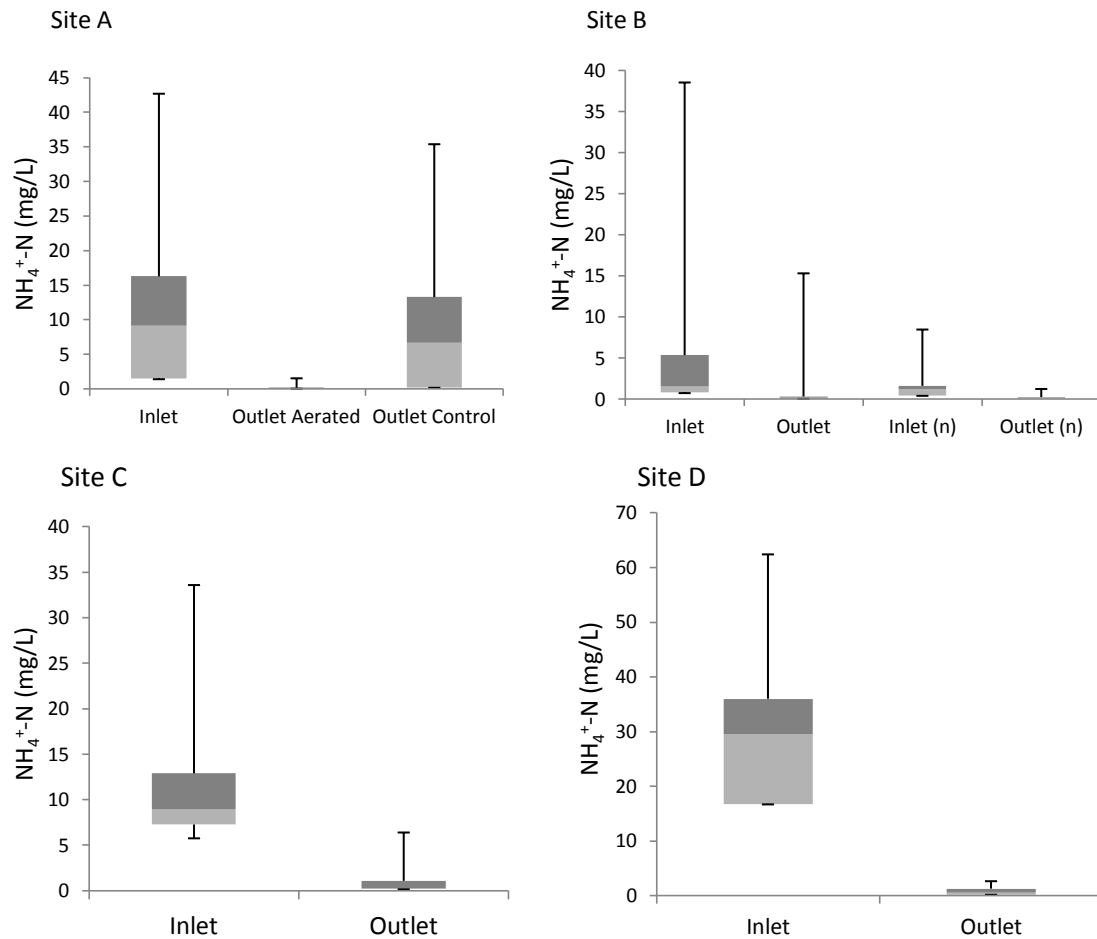 Site A
NH₄⁺-N (mg/L)
45
40
35
30
25
20
15
10
5
0
Inlet
Outlet Aerated
Outlet Control
Site B
NH₄⁺-N (mg/L)
40
35
30
25
20
15
10
5
0
Inlet
Outlet
Inlet (n)
Outlet (n)
Site C
NH₄⁺-N (mg/L)
40
35
30
25
20
15
10
5
0
Inlet
Outlet
Site D
NH₄⁺-N (mg/L)
70
60
50
40
30
20
10
0
Inlet
Outlet